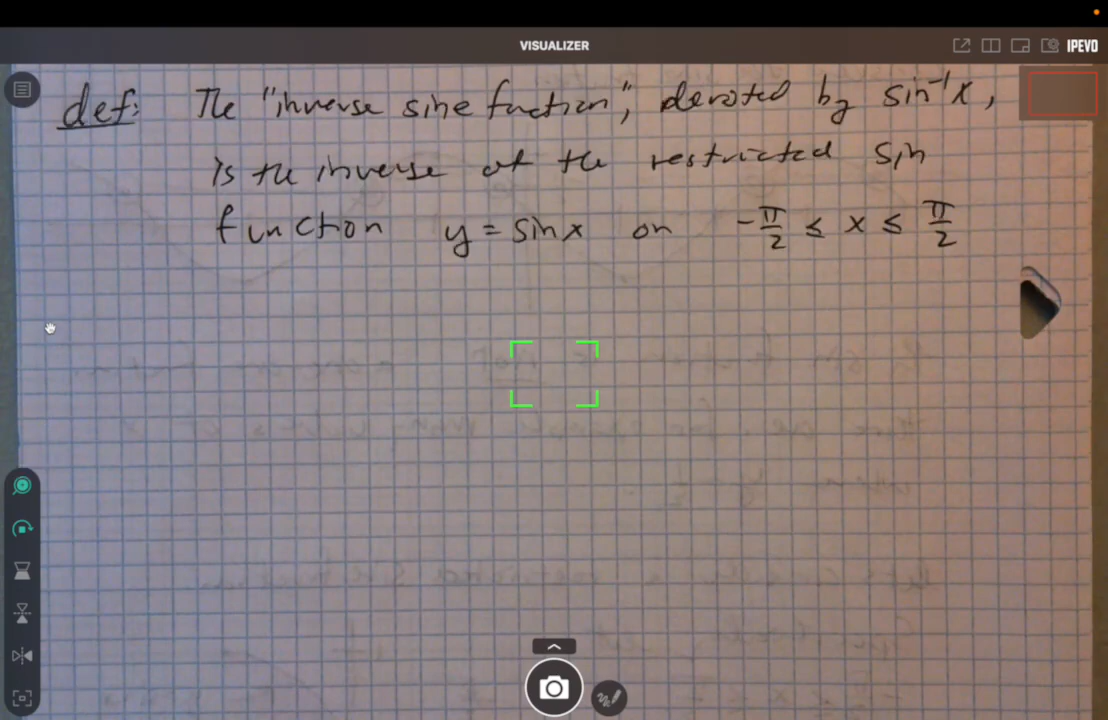 VISUALIZER
IPEVO
def: The "inverse sine function", denoted by sin⁻¹x,
is the inverse of the restricted sin
function y = sin x on -π/2 ≤ x ≤ π/2